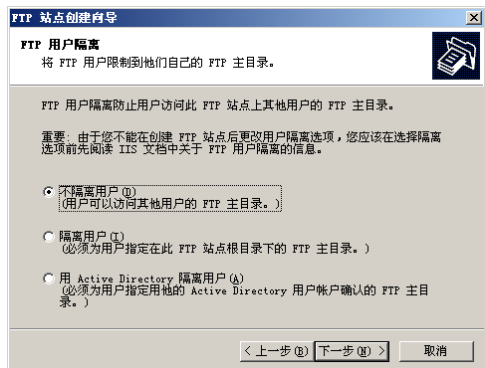 FTP 站点创建向导
FTP 用户隔离
将 FTP 用户限制到他们自己的 FTP 主目录。
FTP 用户隔离防止用户访问此 FTP 站点上其他用户的 FTP 主目录。
重要: 由于您不能在创建 FTP 站点后更改用户隔离选项，您应该在选择隔离
选项前先阅读 IIS 文档中关于 FTP 用户隔离的信息。
不隔离用户(D)
(用户可以访问其他用户的 FTP 主目录。)
隔离用户(I)
(必须为用户指定在此 FTP 站点根目录下的 FTP 主目录。)
用 Active Directory 隔离用户(A)
(必须为用户指定用他的 Active Directory 用户帐户确认的 FTP 主目
录。)
< 上一步(B) 下一步(N) > 取消